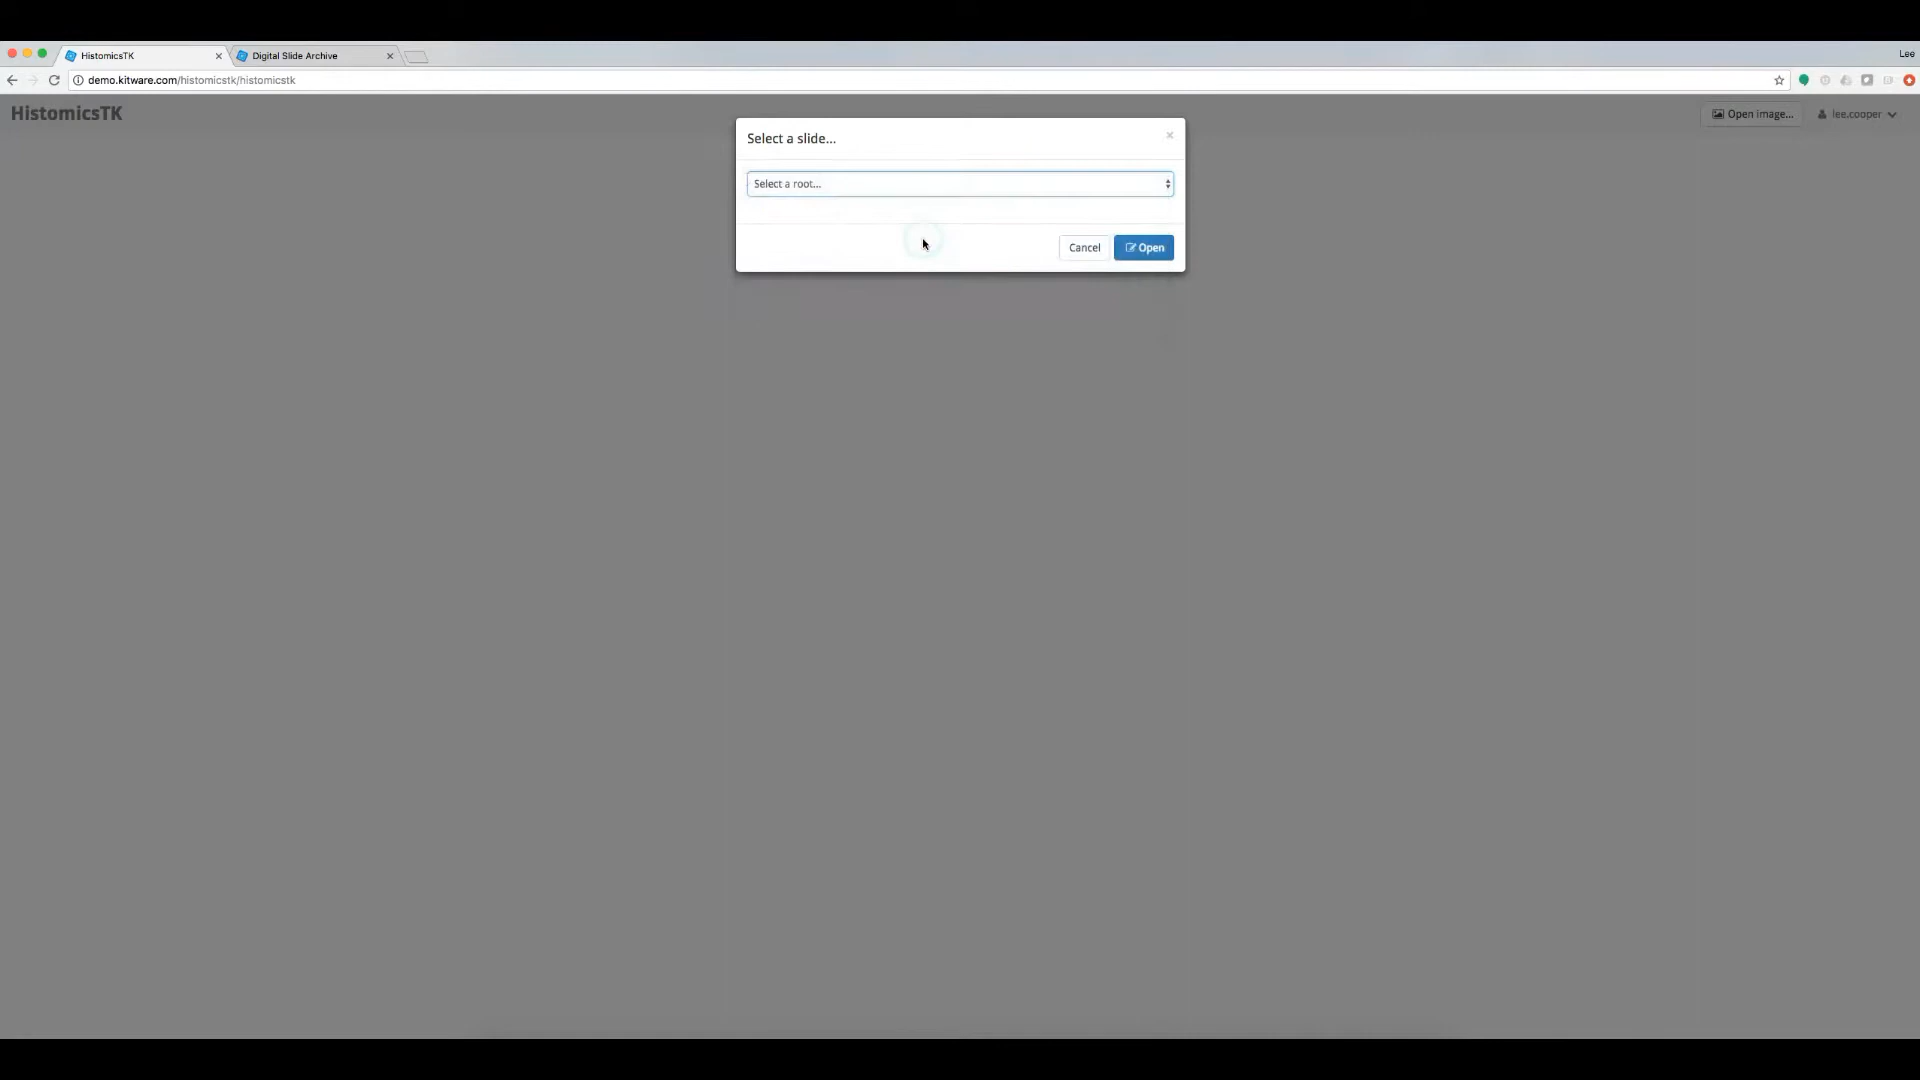 HistomicsTK
Digital Slide Archive
Lee
demo.kitware.com/histomicstk/histomicstk
HistomicsTK
Open image...
lee.cooper
Select a slide...
Select a root...
Cancel
Open